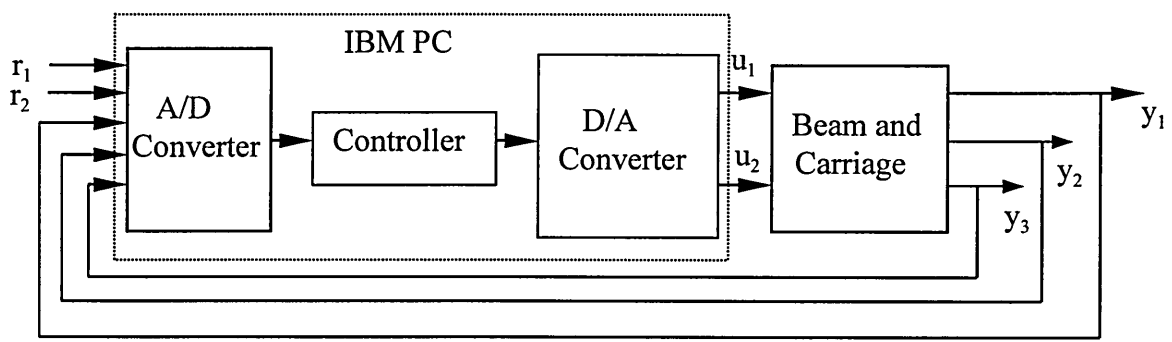 IBM PC
r₁
r₂
A/D
Converter
Controller
D/A
Converter
u₁
u₂
Beam and
Carriage
y₁
y₂
y₃